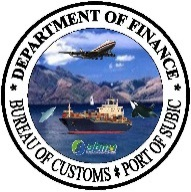 DEPARTMENT OF FINANCE
BUREAU OF CUSTOMS ♦ PORT OF SUBIC